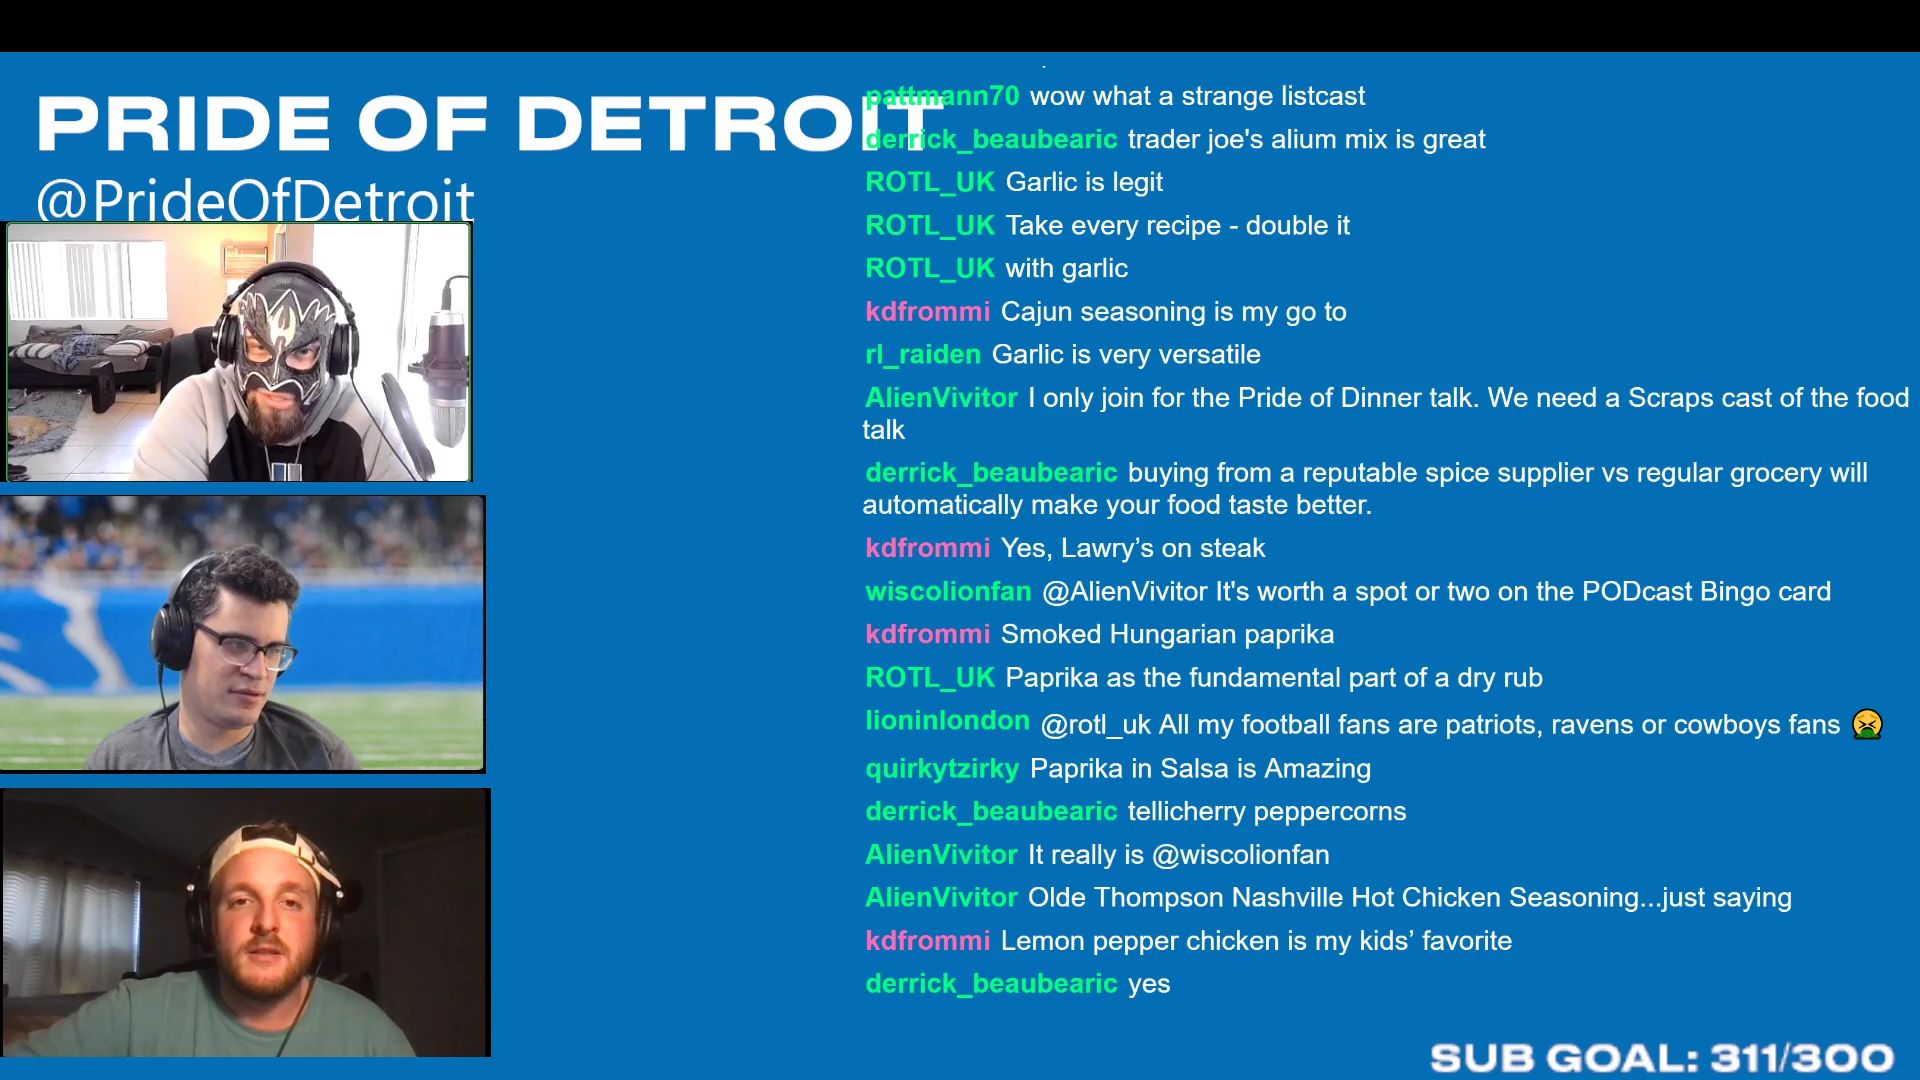 PRIDE OF DETROIT
@PrideOfDetroit
pattmann70 wow what a strange listcast
derrick_beaubearic trader joe's alium mix is great
ROTL_UK Garlic is legit
ROTL_UK Take every recipe - double it
ROTL_UK with garlic
kdfrommi Cajun seasoning is my go to
rl_raiden Garlic is very versatile
AlienVivitor I only join for the Pride of Dinner talk. We need a Scraps cast of the food
talk
derrick_beaubearic buying from a reputable spice supplier vs regular grocery will
automatically make your food taste better.
kdfrommi Yes, Lawry’s on steak
wiscolionfan @AlienVivitor It's worth a spot or two on the PODcast Bingo card
kdfrommi Smoked Hungarian paprika
ROTL_UK Paprika as the fundamental part of a dry rub
lioninlondon @rotl_uk All my football fans are patriots, ravens or cowboys fans 🤮
quirkytzirky Paprika in Salsa is Amazing
derrick_beaubearic tellicherry peppercorns
AlienVivitor It really is @wiscolionfan
AlienVivitor Olde Thompson Nashville Hot Chicken Seasoning...just saying
kdfrommi Lemon pepper chicken is my kids’ favorite
derrick_beaubearic yes
SUB GOAL: 311/300